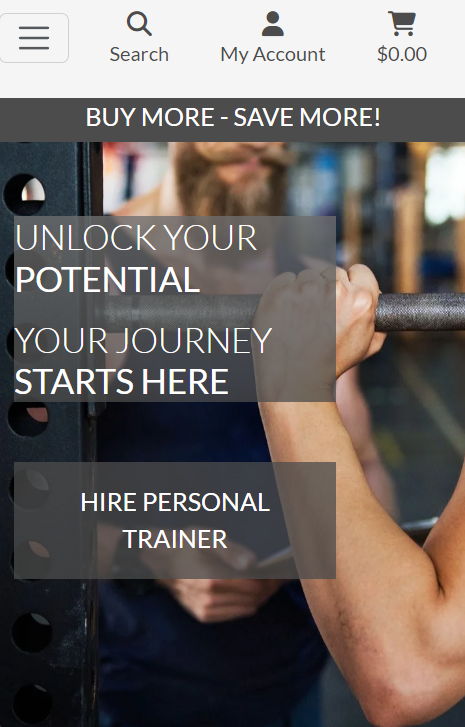 Search
My Account
$0.00
BUY MORE - SAVE MORE!
UNLOCK YOUR
POTENTIAL
YOUR JOURNEY
STARTS HERE
HIRE PERSONAL
TRAINER